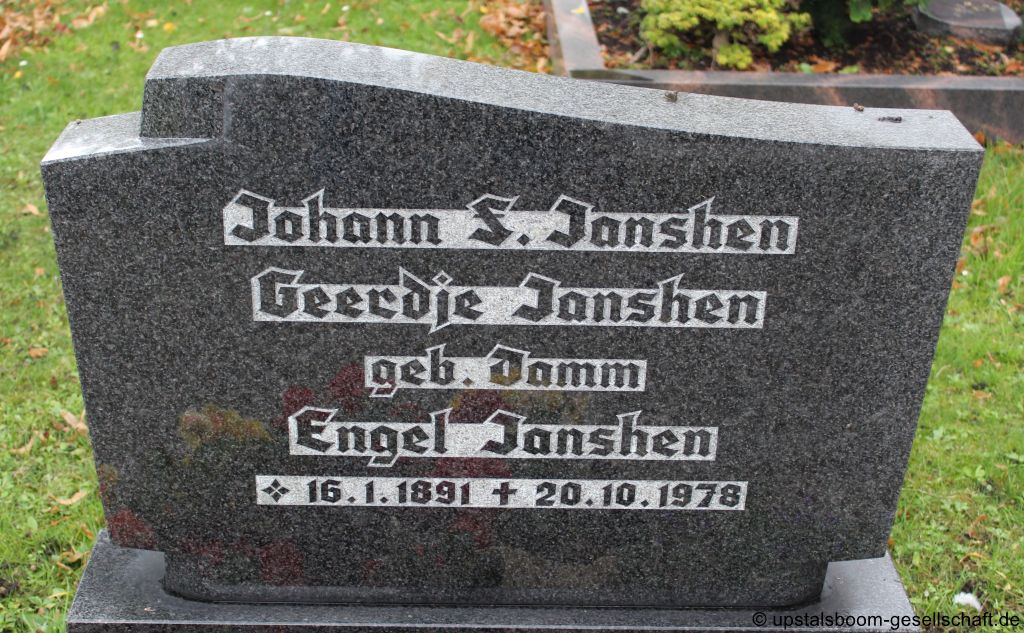 Johann S. Janshen
Geerdje Janshen
geb. Damm
Engel Janshen
16.1.1891 + 20.10.1978
© upstalsboom-gesellschaft.de